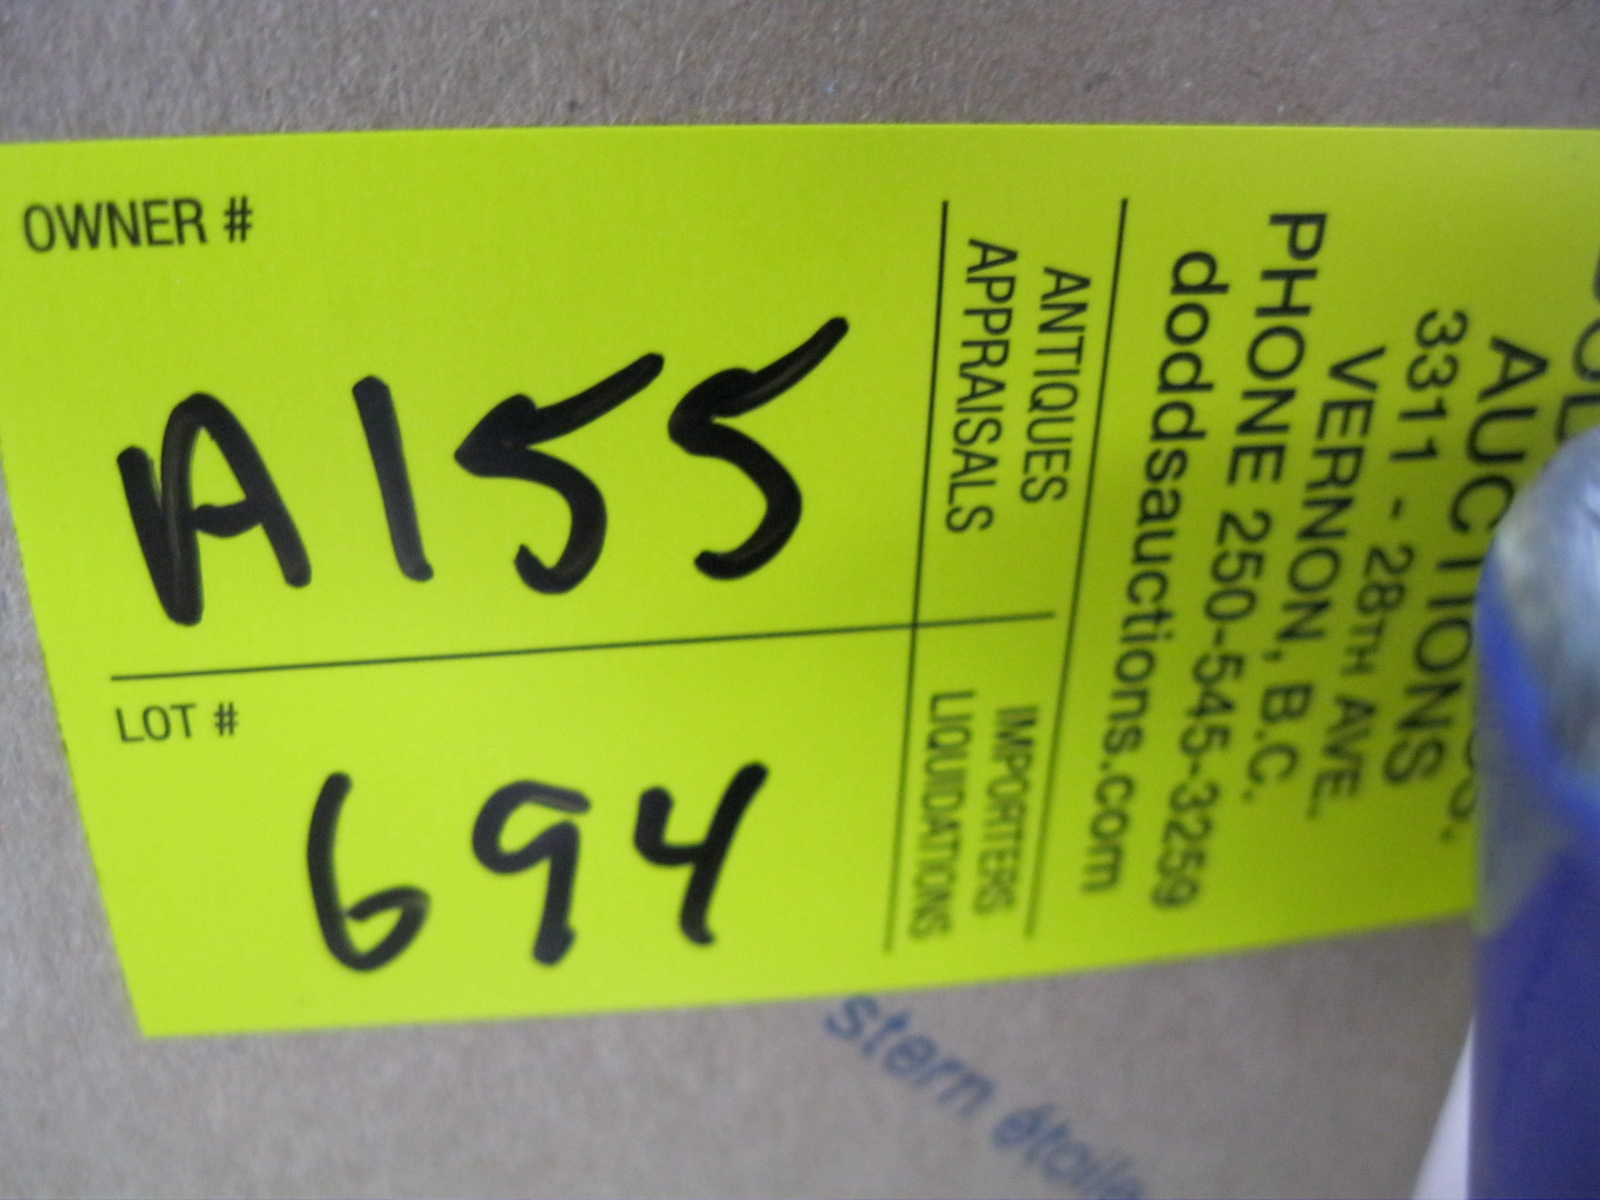 OWNER #
A155
LOT #
694
ANTIQUES
APPRAISALS
IMPORTERS
LIQUIDATIONS
AUCTIONS
3311 - 28TH AVE.
VERNON, B.C.
PHONE 250-545-3259
doddsauctions.com
stern étoile